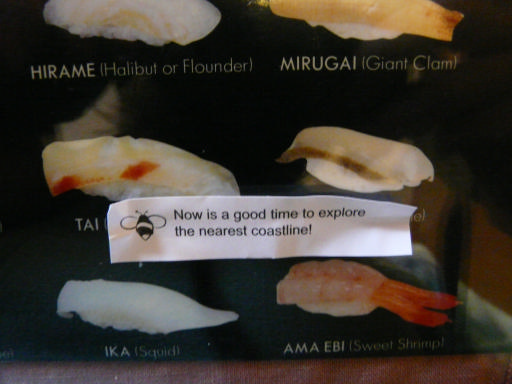 HIRAME (Halibut or Flounder)
MIRUGAI (Giant Clam)
TAI
Now is a good time to explore
the nearest coastline!
IKA (Squid)
AMA EBI (Sweet Shrimp)